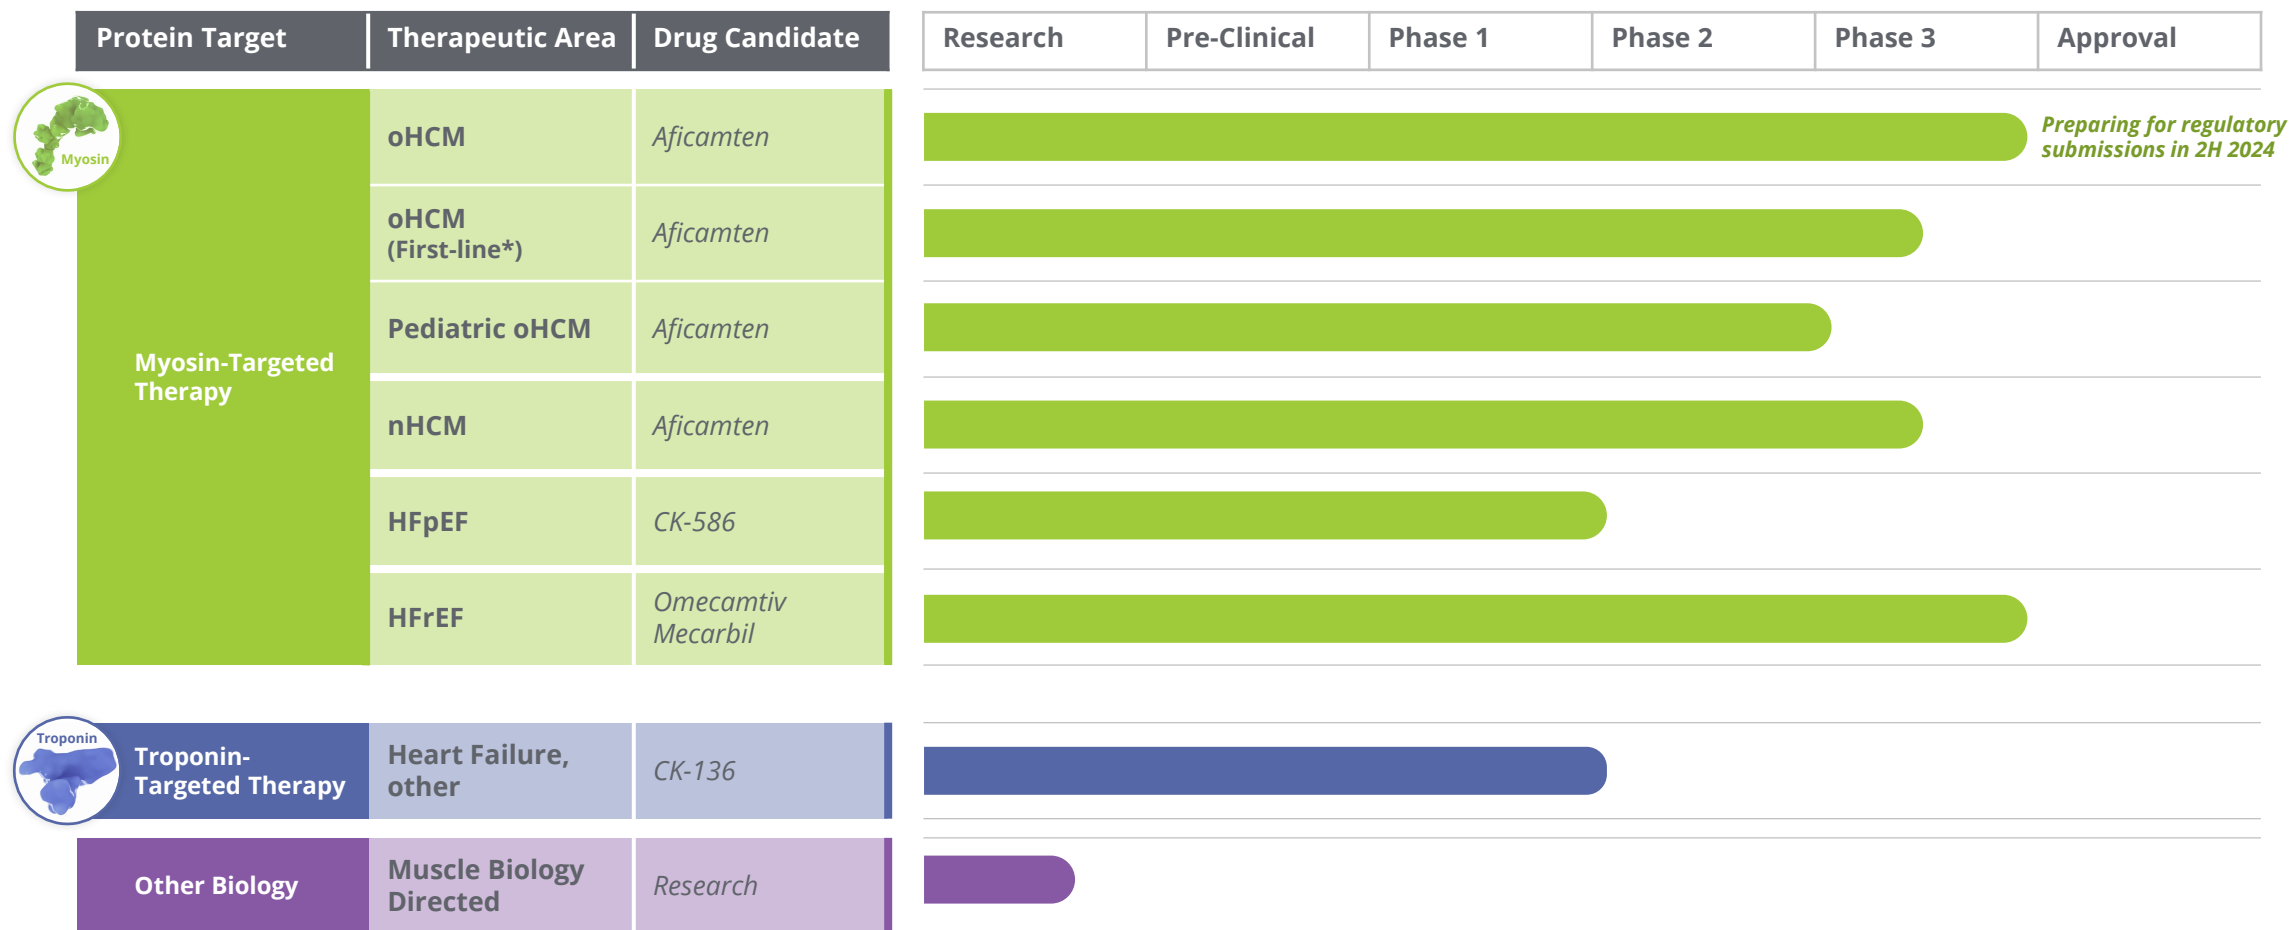 Protein Target Therapeutic Area Drug Candidate Research Pre-Clinical Phase 1 Phase 2 Phase 3 Approval
Myosin
Myosin-Targeted
Therapy
oHCM Aficamten
Preparing for regulatory
submissions in 2H 2024
oHCM
(First-line*)
Aficamten
Pediatric oHCM Aficamten
nHCM Aficamten
HFpEF CK-586
HFrEF
Omecamtiv
Mecarbil
Troponin
Troponin-
Targeted Therapy
Heart Failure,
other
CK-136
Other Biology
Muscle Biology
Directed
Research